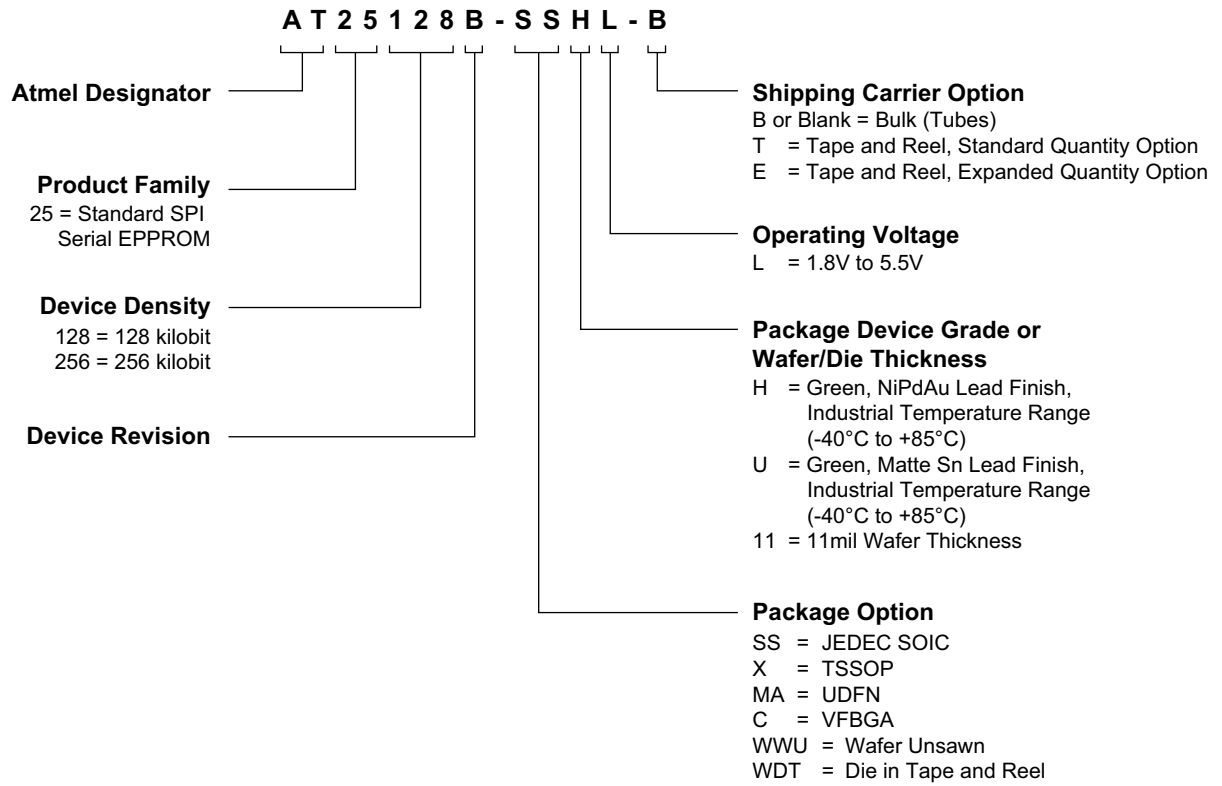 AT25128B-SSHL-B
Atmel Designator
Product Family
25 = Standard SPI
Serial EPPROM
Device Density
128 = 128 kilobit
256 = 256 kilobit
Device Revision
Shipping Carrier Option
B or Blank = Bulk (Tubes)
T = Tape and Reel, Standard Quantity Option
E = Tape and Reel, Expanded Quantity Option
Operating Voltage
L = 1.8V to 5.5V
Package Device Grade or
Wafer/Die Thickness
H = Green, NiPdAu Lead Finish,
Industrial Temperature Range
(-40°C to +85°C)
U = Green, Matte Sn Lead Finish,
Industrial Temperature Range
(-40°C to +85°C)
11 = 11mil Wafer Thickness
Package Option
SS = JEDEC SOIC
X = TSSOP
MA = UDFN
C = VFBGA
WWU = Wafer Unsawn
WDT = Die in Tape and Reel